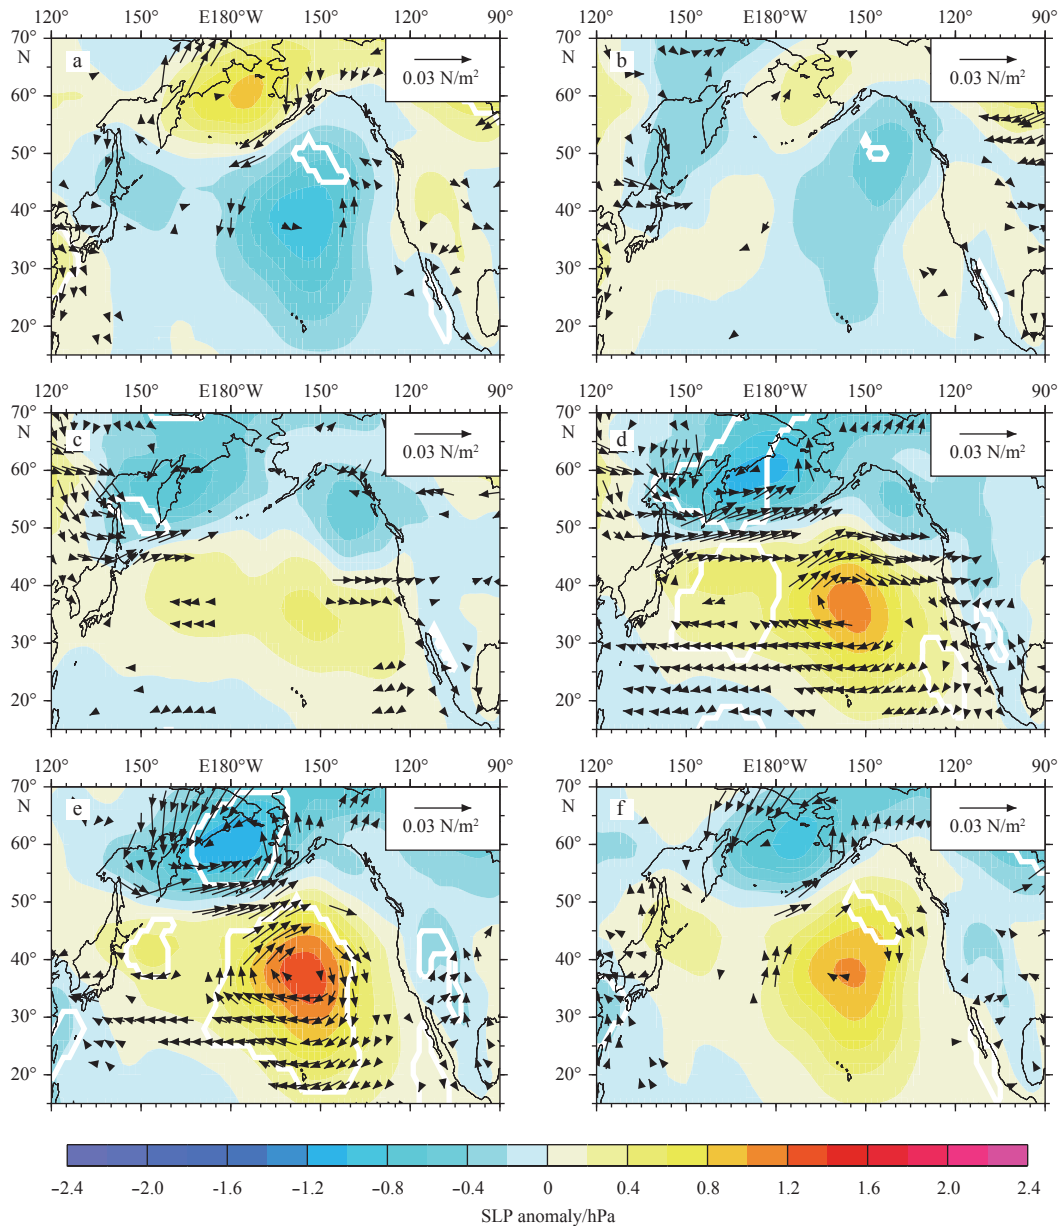 120° 150° E180°W 150° 120° 90° 120° 150° E180°W 150° 120° 90°
70° a 0.03 N/m² 70° b 0.03 N/m²
N N
60° 60°
50° 50°
40° 40°
30° 30°
20° 20°
120° 150° E180°W 150° 120° 90° 120° 150° E180°W 150° 120° 90°
70° c 0.03 N/m² 70° d 0.03 N/m²
N N
60° 60°
50° 50°
40° 40°
30° 30°
20° 20°
120° 150° E180°W 150° 120° 90° 120° 150° E180°W 150° 120° 90°
70° e 0.03 N/m² 70° f 0.03 N/m²
N N
60° 60°
50° 50°
40° 40°
30° 30°
20° 20°
−2.4 −2.0 −1.6 −1.2 −0.8 −0.4 0 0.4 0.8 1.2 1.6 2.0 2.4
SLP anomaly/hPa